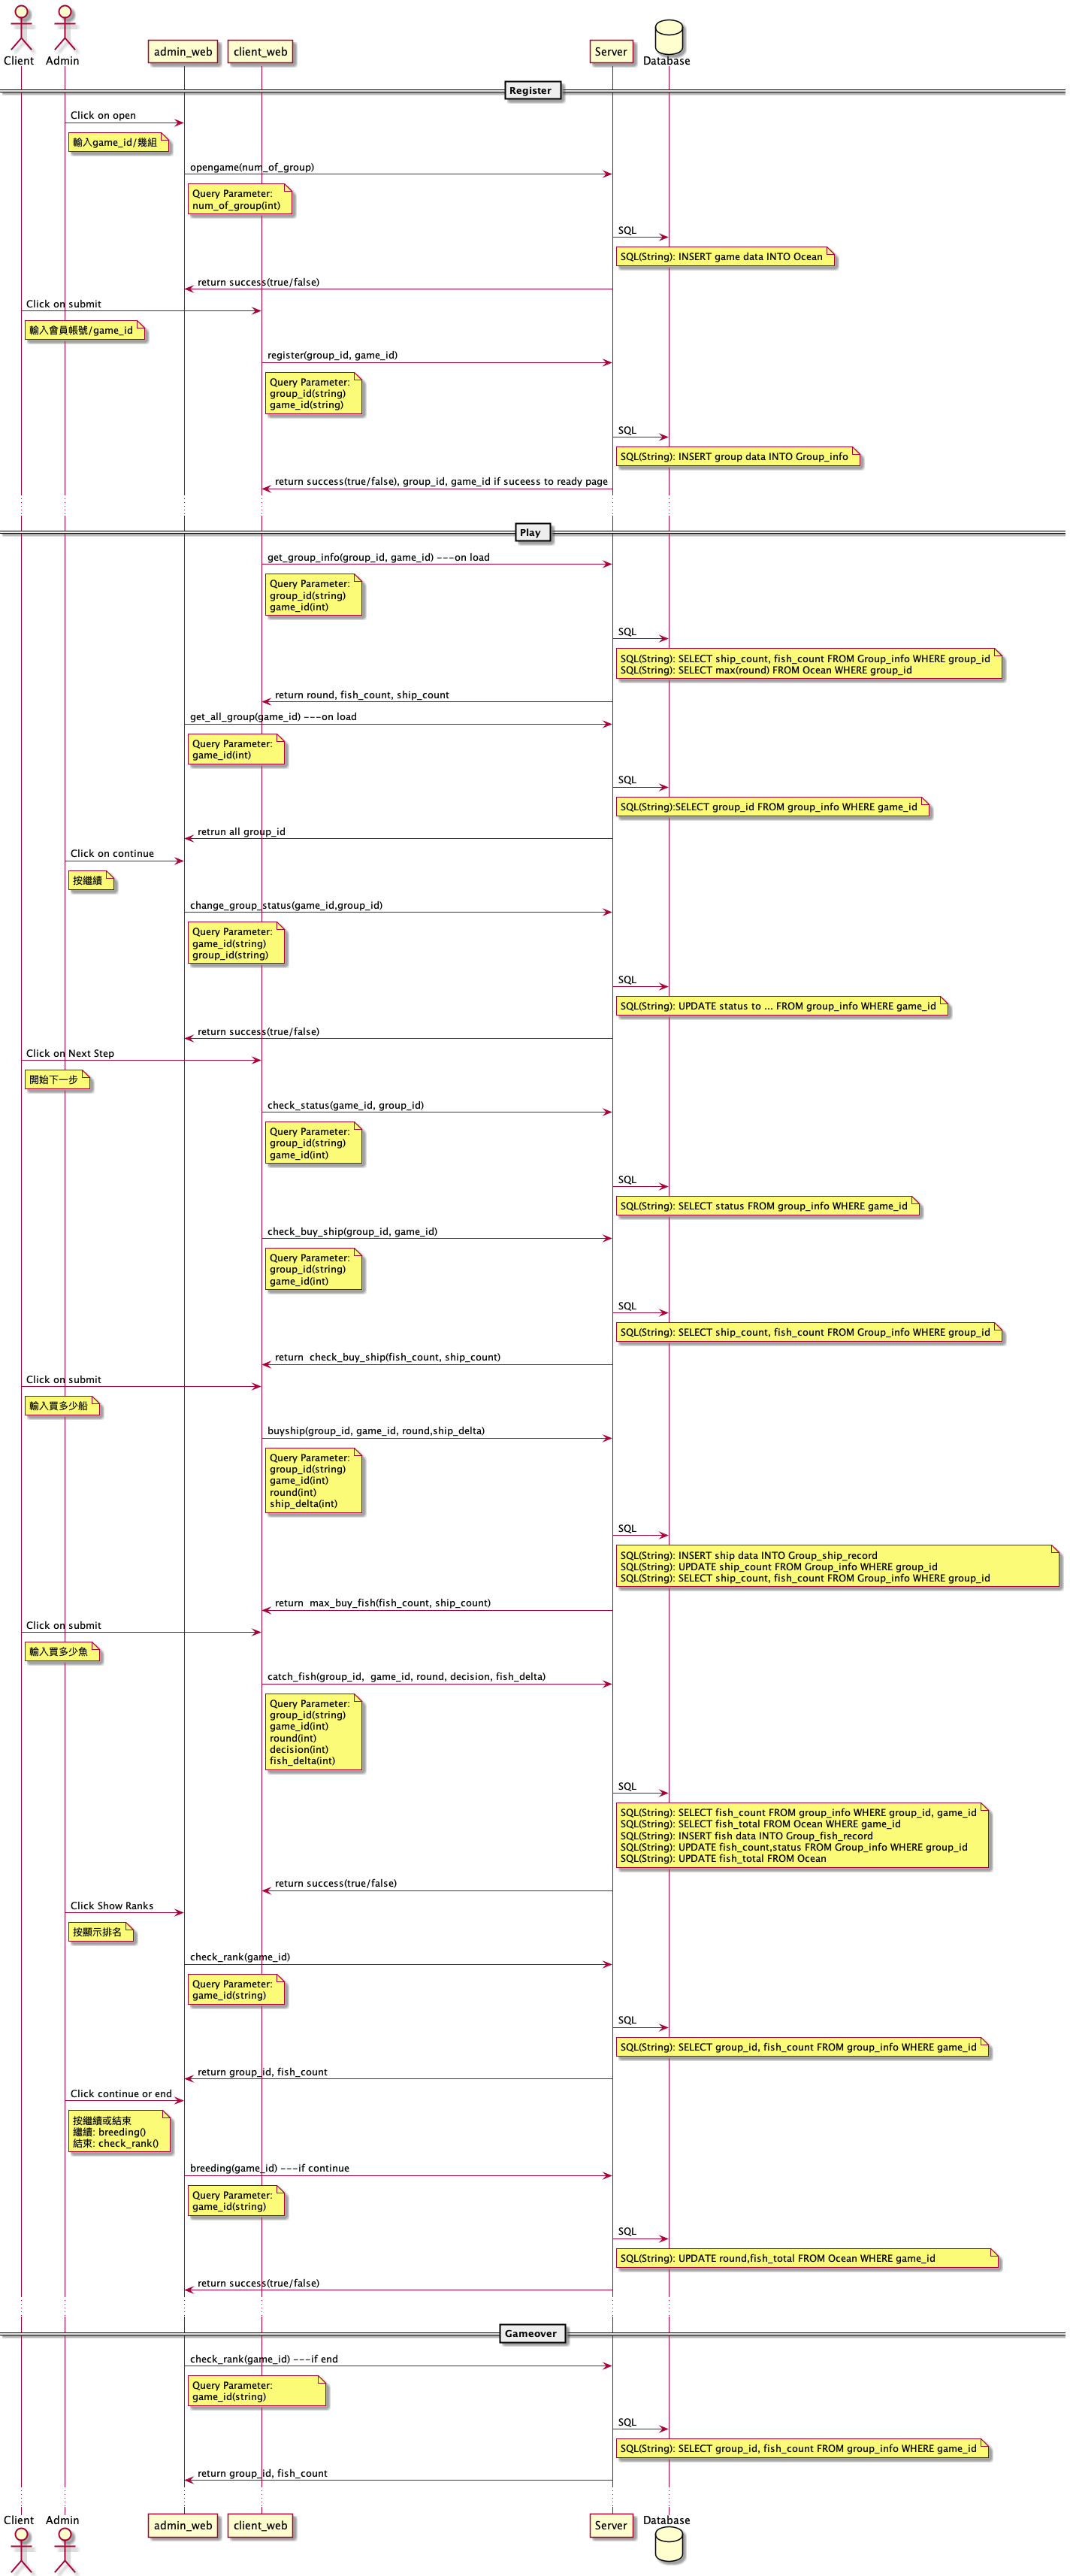 Client
Admin
admin_web
client_web
Server
Database
Register
Click on open
輸入game_id/幾組
opengame(num_of_group)
Query Parameter:
num_of_group(int)
SQL
SQL(String): INSERT game data INTO Ocean
return success(true/false)
Click on submit
輸入會員帳號/game_id
register(group_id, game_id)
Query Parameter:
group_id(string)
game_id(string)
SQL
SQL(String): INSERT group data INTO Group_info
return success(true/false), group_id, game_id if suceess to ready page
Play
get_group_info(group_id, game_id) ---on load
Query Parameter:
group_id(string)
game_id(int)
SQL
SQL(String): SELECT ship_count, fish_count FROM Group_info WHERE group_id
SQL(String): SELECT max(round) FROM Ocean WHERE group_id
return round, fish_count, ship_count
get_all_group(game_id) ---on load
Query Parameter:
game_id(int)
SQL
SQL(String):SELECT group_id FROM group_info WHERE game_id
retrun all group_id
Click on continue
按繼續
change_group_status(game_id,group_id)
Query Parameter:
game_id(string)
group_id(string)
SQL
SQL(String): UPDATE status to ... FROM group_info WHERE game_id
return success(true/false)
Click on Next Step
開始下一步
check_status(game_id, group_id)
Query Parameter:
group_id(string)
game_id(int)
SQL
SQL(String): SELECT status FROM group_info WHERE game_id
check_buy_ship(group_id, game_id)
Query Parameter:
group_id(string)
game_id(int)
SQL
SQL(String): SELECT ship_count, fish_count FROM Group_info WHERE group_id
return  check_buy_ship(fish_count, ship_count)
Click on submit
輸入買多少船
buyship(group_id, game_id, round,ship_delta)
Query Parameter:
group_id(string)
game_id(int)
round(int)
ship_delta(int)
SQL
SQL(String): INSERT ship data INTO Group_ship_record
SQL(String): UPDATE ship_count FROM Group_info WHERE group_id
SQL(String): SELECT ship_count, fish_count FROM Group_info WHERE group_id
return  max_buy_fish(fish_count, ship_count)
Click on submit
輸入買多少魚
catch_fish(group_id,  game_id, round, decision, fish_delta)
Query Parameter:
group_id(string)
game_id(int)
round(int)
decision(int)
fish_delta(int)
SQL
SQL(String): SELECT fish_count FROM group_info WHERE group_id, game_id
SQL(String): SELECT fish_total FROM Ocean WHERE game_id
SQL(String): INSERT fish data INTO Group_fish_record
SQL(String): UPDATE fish_count,status FROM Group_info WHERE group_id
SQL(String): UPDATE fish_total FROM Ocean
return success(true/false)
Click Show Ranks
按顯示排名
check_rank(game_id)
Query Parameter:
game_id(string)
SQL
SQL(String): SELECT group_id, fish_count FROM group_info WHERE game_id
return group_id, fish_count
Click continue or end
按繼續或結束
繼續: breeding()
結束: check_rank()
breeding(game_id) ---if continue
Query Parameter:
game_id(string)
SQL
SQL(String): UPDATE round,fish_total FROM Ocean WHERE game_id
return success(true/false)
Gameover
check_rank(game_id) ---if end
Query Parameter:
game_id(string)
SQL
SQL(String): SELECT group_id, fish_count FROM group_info WHERE game_id
return group_id, fish_count
Client
Admin
admin_web
client_web
Server
Database